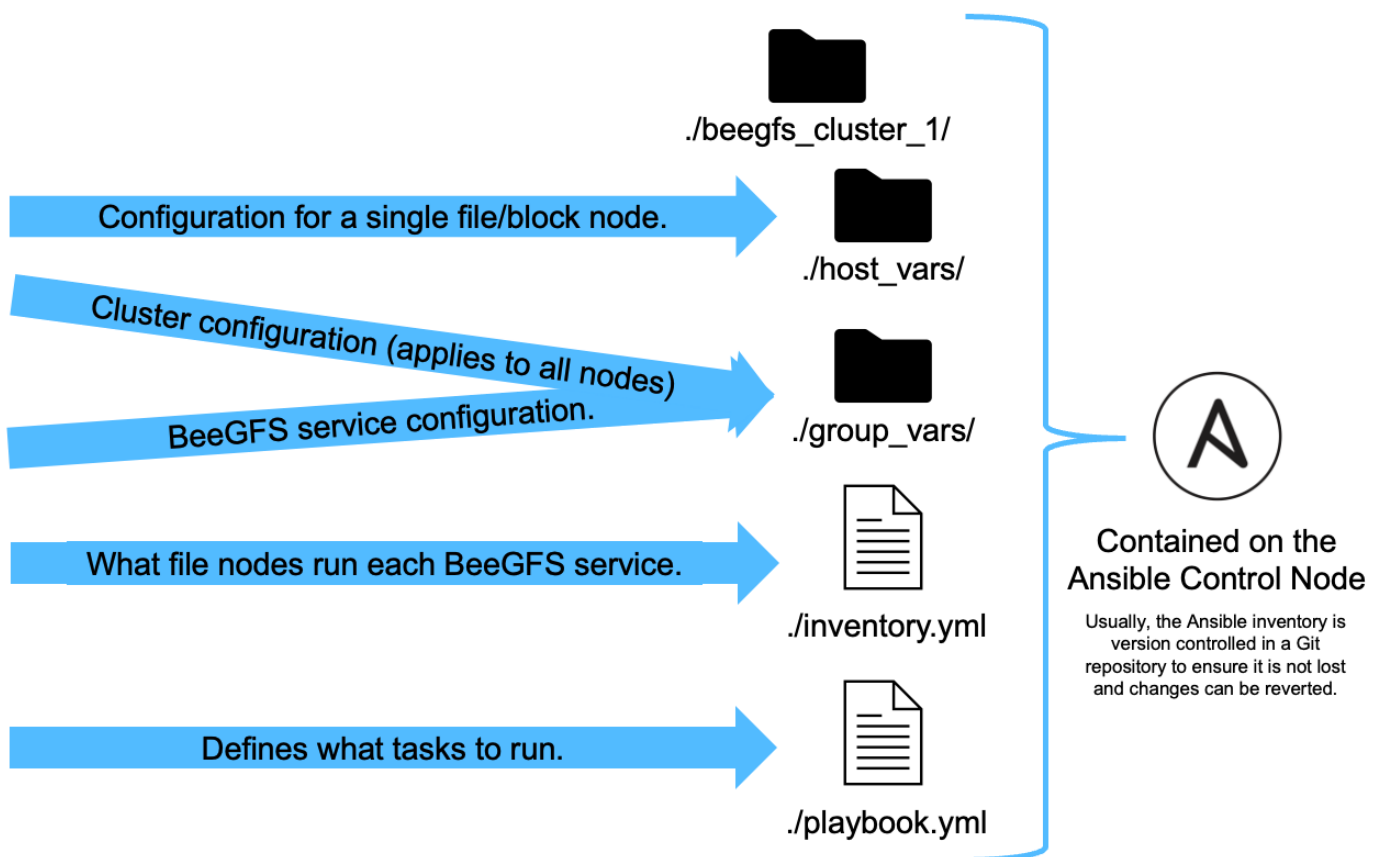 ./beegfs_cluster_1/
Configuration for a single file/block node.
./host_vars/
Cluster configuration (applies to all nodes)
BeeGFS service configuration.
./group_vars/
What file nodes run each BeeGFS service.
./inventory.yml
Defines what tasks to run.
./playbook.yml
Contained on the
Ansible Control Node
Usually, the Ansible inventory is
version controlled in a Git
repository to ensure it is not lost
and changes can be reverted.